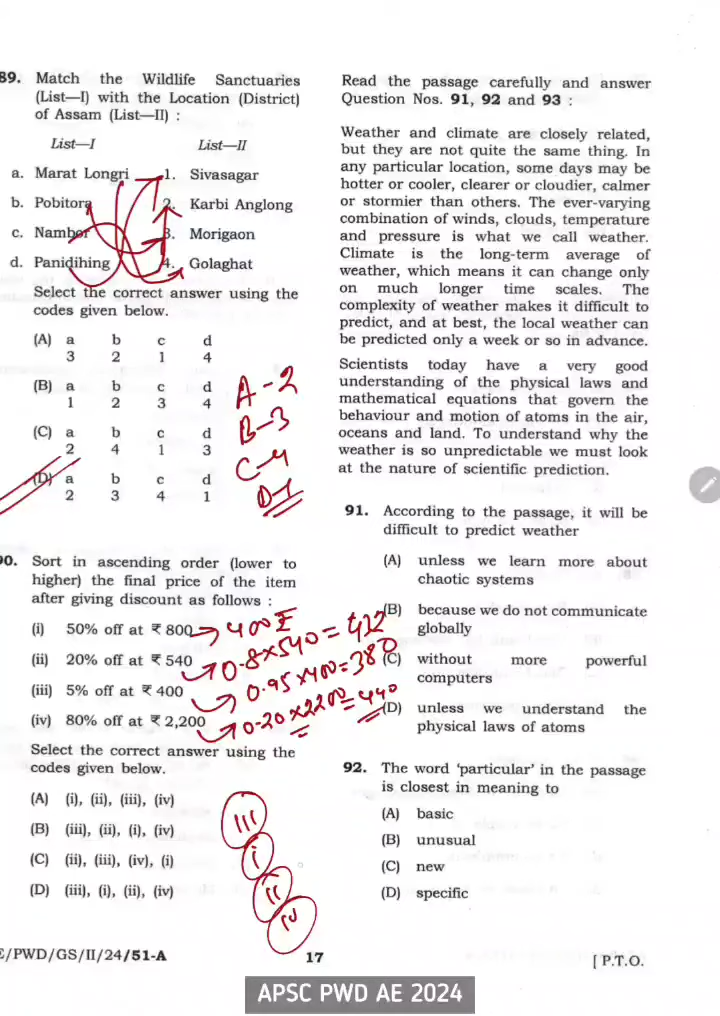 89. Match the Wildlife Sanctuaries
(List—I) with the Location (District)
of Assam (List—II) :
List—I List—II
a. Marat Longri 1. Sivasagar
b. Pobitora 2. Karbi Anglong
c. Nambor 3. Morigaon
d. Panidihing 4. Golaghat
Select the correct answer using the
codes given below.
(A) a b c d
3 2 1 4
(B) a b c d
1 2 3 4
(C) a b c d
2 4 1 3
(D) a b c d
2 3 4 1
A-2
B-3
C-4
D-1
90. Sort in ascending order (lower to
higher) the final price of the item
after giving discount as follows :
(i) 50% off at ₹ 800 400 ₹
(ii) 20% off at ₹ 540 0.8×540=432
(iii) 5% off at ₹ 400 0.95×400=380
(iv) 80% off at ₹ 2,200 0.20×2200=440
Select the correct answer using the
codes given below.
(A) (i), (ii), (iii), (iv)
(B) (iii), (ii), (i), (iv)
(C) (ii), (iii), (iv), (i)
(D) (iii), (i), (ii), (iv)
iii
i
ii
iv
Read the passage carefully and answer
Question Nos. 91, 92 and 93 :
Weather and climate are closely related,
but they are not quite the same thing. In
any particular location, some days may be
hotter or cooler, clearer or cloudier, calmer
or stormier than others. The ever-varying
combination of winds, clouds, temperature
and pressure is what we call weather.
Climate is the long-term average of
weather, which means it can change only
on much longer time scales. The
complexity of weather makes it difficult to
predict, and at best, the local weather can
be predicted only a week or so in advance.
Scientists today have a very good
understanding of the physical laws and
mathematical equations that govern the
behaviour and motion of atoms in the air,
oceans and land. To understand why the
weather is so unpredictable we must look
at the nature of scientific prediction.
91. According to the passage, it will be
difficult to predict weather
(A) unless we learn more about
chaotic systems
(B) because we do not communicate
globally
(C) without more powerful
computers
(D) unless we understand the
physical laws of atoms
92. The word ‘particular’ in the passage
is closest in meaning to
(A) basic
(B) unusual
(C) new
(D) specific
E/PWD/GS/II/24/51-A 17 [ P.T.O.
APSC PWD AE 2024